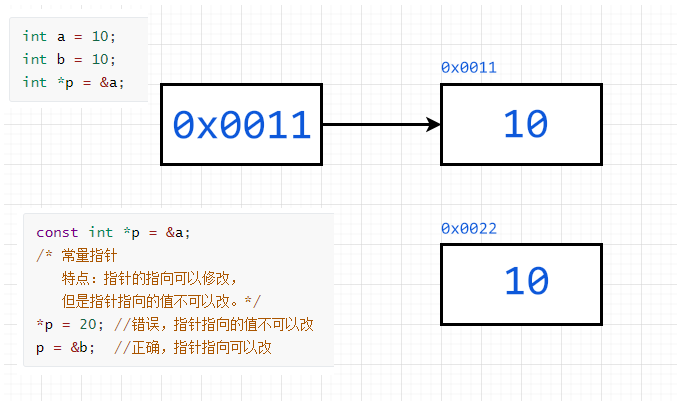 int a = 10;
int b = 10;
int *p = &a;
0x0011
0x0011
10
const int *p = &a;
/* 常量指针
特点：指针的指向可以修改，
但是指针指向的值不可以改。*/
*p = 20; //错误，指针指向的值不可以改
p = &b; //正确，指针指向可以改
0x0022
10